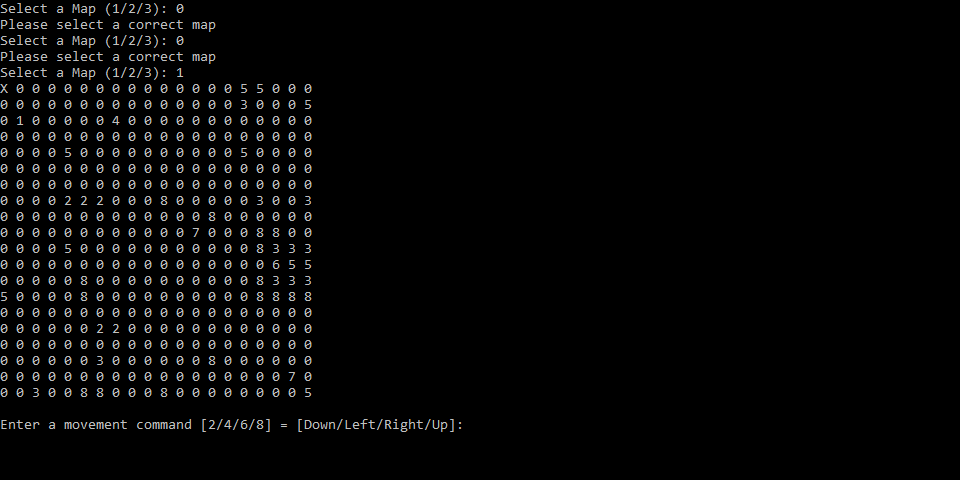 Select a Map (1/2/3): 0
Please select a correct map
Select a Map (1/2/3): 0
Please select a correct map
Select a Map (1/2/3): 1
X 0 0 0 0 0 0 0 0 0 0 0 0 0 0 5 5 0 0 0
0 0 0 0 0 0 0 0 0 0 0 0 0 0 0 3 0 0 0 5
0 1 0 0 0 0 0 4 0 0 0 0 0 0 0 0 0 0 0 0
0 0 0 0 0 0 0 0 0 0 0 0 0 0 0 0 0 0 0 0
0 0 0 0 5 0 0 0 0 0 0 0 0 0 0 5 0 0 0 0
0 0 0 0 0 0 0 0 0 0 0 0 0 0 0 0 0 0 0 0
0 0 0 0 0 0 0 0 0 0 0 0 0 0 0 0 0 0 0 0
0 0 0 0 2 2 2 0 0 0 8 0 0 0 0 0 3 0 0 3
0 0 0 0 0 0 0 0 0 0 0 0 0 8 0 0 0 0 0 0
0 0 0 0 0 0 0 0 0 0 0 0 7 0 0 0 8 8 0 0
0 0 0 0 5 0 0 0 0 0 0 0 0 0 0 0 8 3 3 3
0 0 0 0 0 0 0 0 0 0 0 0 0 0 0 0 0 6 5 5
0 0 0 0 0 8 0 0 0 0 0 0 0 0 0 0 8 3 3 3
5 0 0 0 0 8 0 0 0 0 0 0 0 0 0 0 8 8 8 8
0 0 0 0 0 0 0 0 0 0 0 0 0 0 0 0 0 0 0 0
0 0 0 0 0 0 2 2 0 0 0 0 0 0 0 0 0 0 0 0
0 0 0 0 0 0 0 0 0 0 0 0 0 0 0 0 0 0 0 0
0 0 0 0 0 0 3 0 0 0 0 0 0 8 0 0 0 0 0 0
0 0 0 0 0 0 0 0 0 0 0 0 0 0 0 0 0 0 7 0
0 0 3 0 0 8 8 0 0 0 8 0 0 0 0 0 0 0 0 5
Enter a movement command [2/4/6/8] = [Down/Left/Right/Up]: